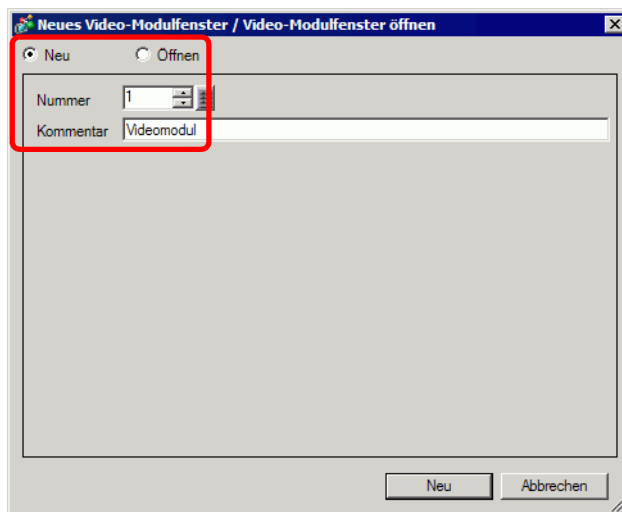 Neues Video-Modulfenster / Video-Modulfenster öffnen
Neu Öffnen
Nummer 1
Kommentar Videomodul
Neu Abbrechen